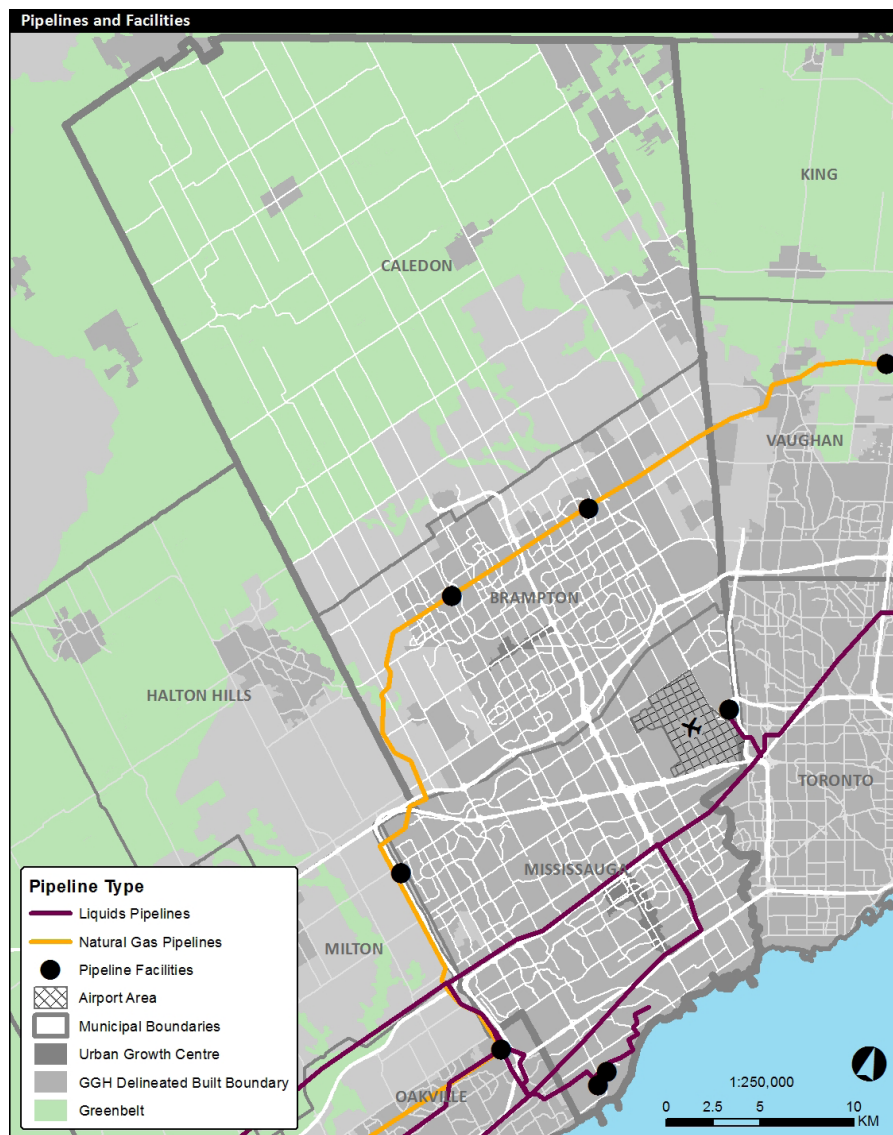 Pipelines and Facilities
KING
CALEDON
VAUGHAN
BRAMPTON
HALTON HILLS
TORONTO
MISSISSAUGA
MILTON
OAKVILLE
Pipeline Type
Liquids Pipelines
Natural Gas Pipelines
Pipeline Facilities
Airport Area
Municipal Boundaries
Urban Growth Centre
GGH Delineated Built Boundary
Greenbelt
1:250,000
0 2.5 5 10
KM